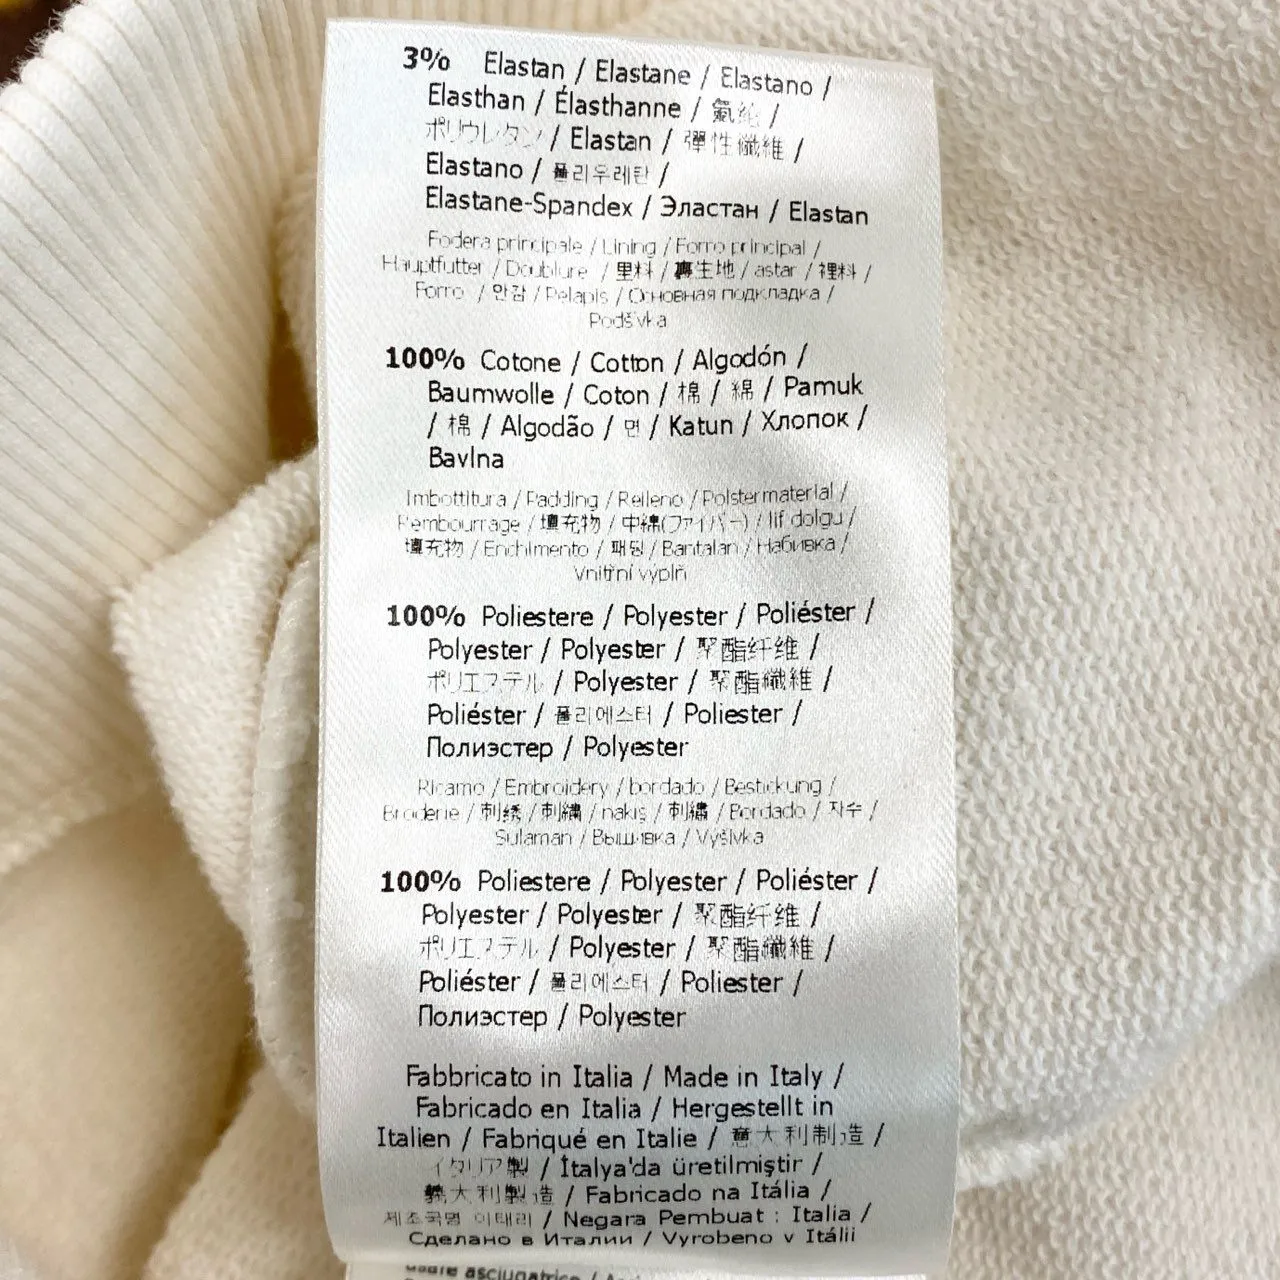 3% Elastan / Elastane / Elastano /
Elasthan / Élasthanne / 氨纶 /
ポリウレタン / Elastan / 彈性纖維 /
Elastano / 폴리우레탄 /
Elastane-Spandex / Эластан / Elastan
Fodera principale / Lining / Forro principal /
Hauptfutter / Doublure / 里料 / 裏生地 / astar / 裡料 /
Forro / 안감 / Pelapis / Основная подкладка /
Podšívka
100% Cotone / Cotton / Algodón /
Baumwolle / Coton / 棉 / 綿 / Pamuk
/ 棉 / Algodão / 면 / Katun / Хлопок /
Bavlna
Imbottitura / Padding / Relleno / Polstermaterial /
Rembourrage / 填充物 / 中綿(ファイバー) / lif dolgu /
填充物 / Enchimento / 패딩 / Bantalan / Набивка /
Vnitřní výplň
100% Poliestere / Polyester / Poliéster /
Polyester / Polyester / 聚酯纤维 /
ポリエステル / Polyester / 聚酯纖維 /
Poliéster / 폴리에스터 / Poliester /
Полиэстер / Polyester
Ricamo / Embroidery / bordado / Bestickung /
Broderie / 刺绣 / 刺繍 / nakış / 刺繡 / Bordado / 자수 /
Sulaman / Вышивка / Výšivka
100% Poliestere / Polyester / Poliéster /
Polyester / Polyester / 聚酯纤维 /
ポリエステル / Polyester / 聚酯纖維 /
Poliéster / 폴리에스터 / Poliester /
Полиэстер / Polyester
Fabbricato in Italia / Made in Italy /
Fabricado en Italia / Hergestellt in
Italien / Fabriqué en Italie / 意大利制造 /
イタリア製 / İtalya'da üretilmiştir /
義大利製造 / Fabricado na Itália /
제조국명 이태리 / Negara Pembuat : Italia /
Сделано в Италии / Vyrobeno v Itálii
asciugatrice /